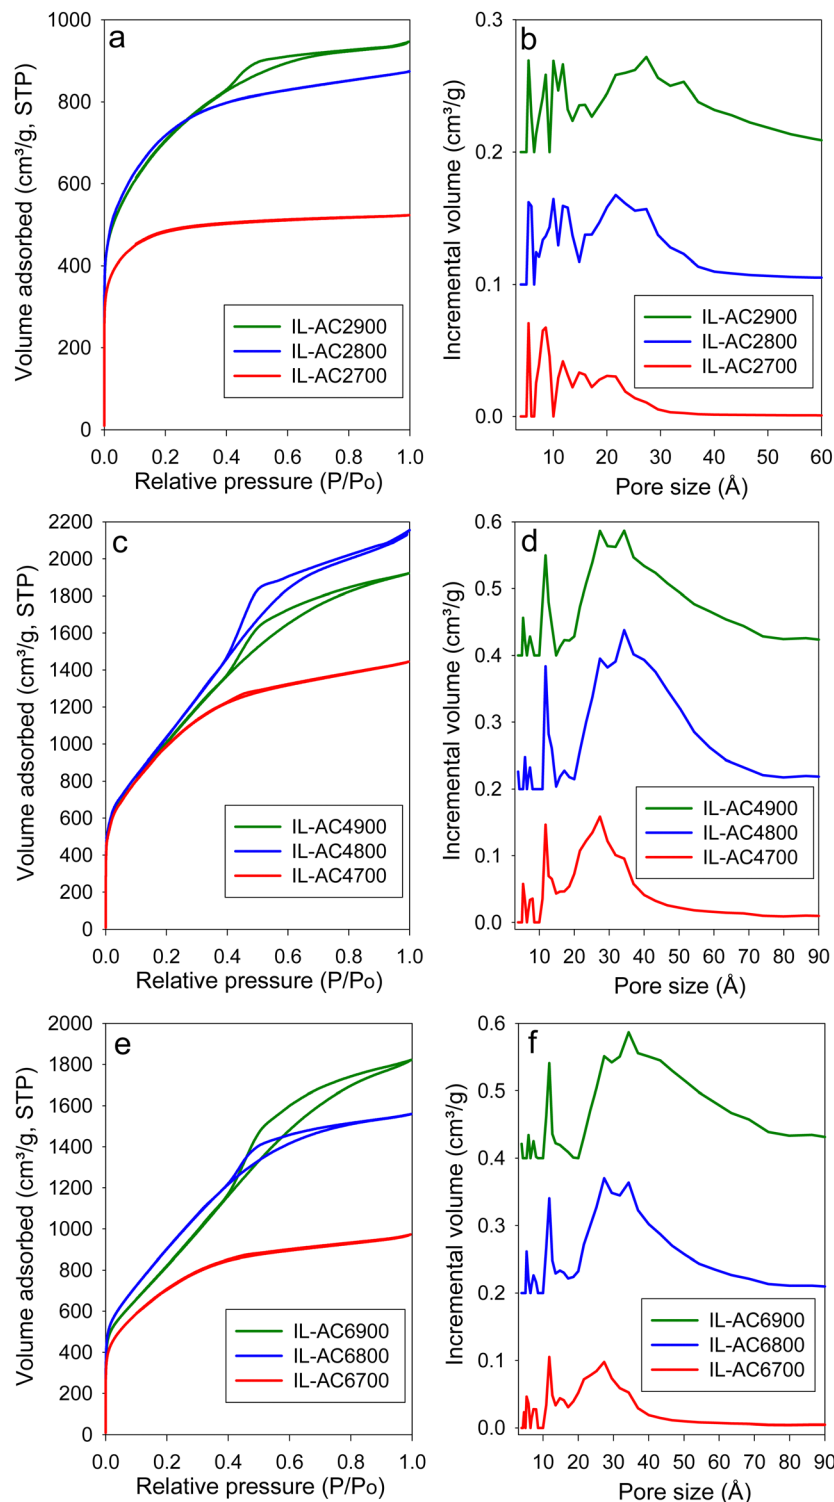 a
Volume adsorbed (cm³/g, STP)
1000
800
600
400
200
0
IL-AC2900
IL-AC2800
IL-AC2700
0.0 0.2 0.4 0.6 0.8 1.0
Relative pressure (P/Po)
b
Incremental volume (cm³/g)
0.3
0.2
0.1
0.0
IL-AC2900
IL-AC2800
IL-AC2700
10 20 30 40 50 60
Pore size (Å)
c
Volume adsorbed (cm³/g, STP)
2200
2000
1800
1600
1400
1200
1000
800
600
400
200
0
IL-AC4900
IL-AC4800
IL-AC4700
0.0 0.2 0.4 0.6 0.8 1.0
Relative pressure (P/Po)
d
Incremental volume (cm³/g)
0.6
0.5
0.4
0.3
0.2
0.1
0.0
IL-AC4900
IL-AC4800
IL-AC4700
10 20 30 40 50 60 70 80 90
Pore size (Å)
e
Volume adsorbed (cm³/g, STP)
2000
1800
1600
1400
1200
1000
800
600
400
200
0
IL-AC6900
IL-AC6800
IL-AC6700
0.0 0.2 0.4 0.6 0.8 1.0
Relative pressure (P/Po)
f
Incremental volume (cm³/g)
0.6
0.5
0.4
0.3
0.2
0.1
0.0
IL-AC6900
IL-AC6800
IL-AC6700
10 20 30 40 50 60 70 80 90
Pore size (Å)